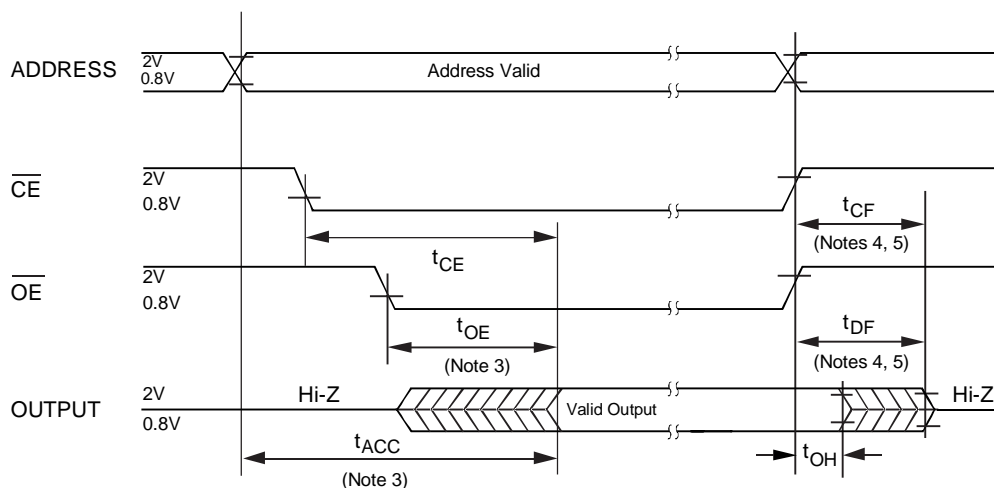 ADDRESS
2V
0.8V
Address Valid
CE
2V
0.8V
tCF
(Notes 4, 5)
tCE
OE
2V
0.8V
tOE
(Note 3)
tDF
(Notes 4, 5)
OUTPUT
2V
0.8V
Hi-Z
Valid Output
Hi-Z
tACC
(Note 3)
tOH